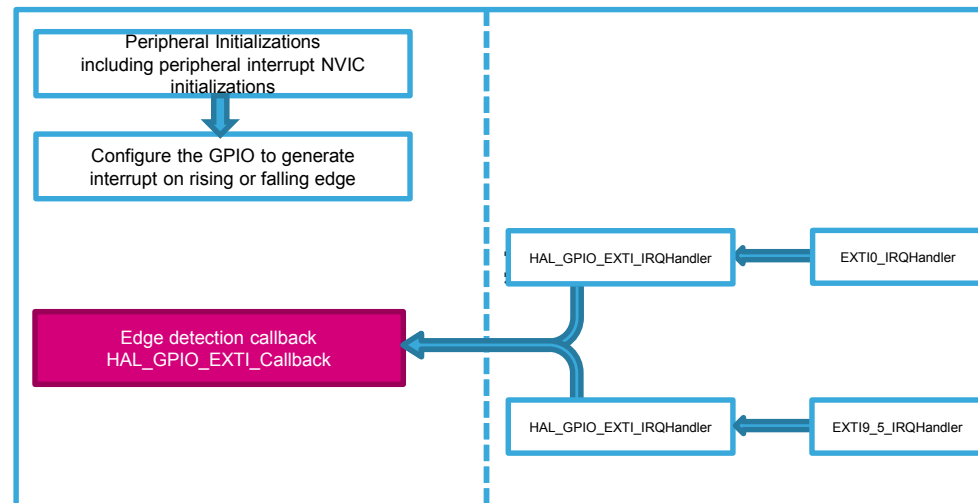 Peripheral Initializations
including peripheral interrupt NVIC
initializations
Configure the GPIO to generate
interrupt on rising or falling edge
HAL_GPIO_EXTI_IRQHandler
EXTI0_IRQHandler
Edge detection callback
HAL_GPIO_EXTI_Callback
HAL_GPIO_EXTI_IRQHandler
EXTI9_5_IRQHandler